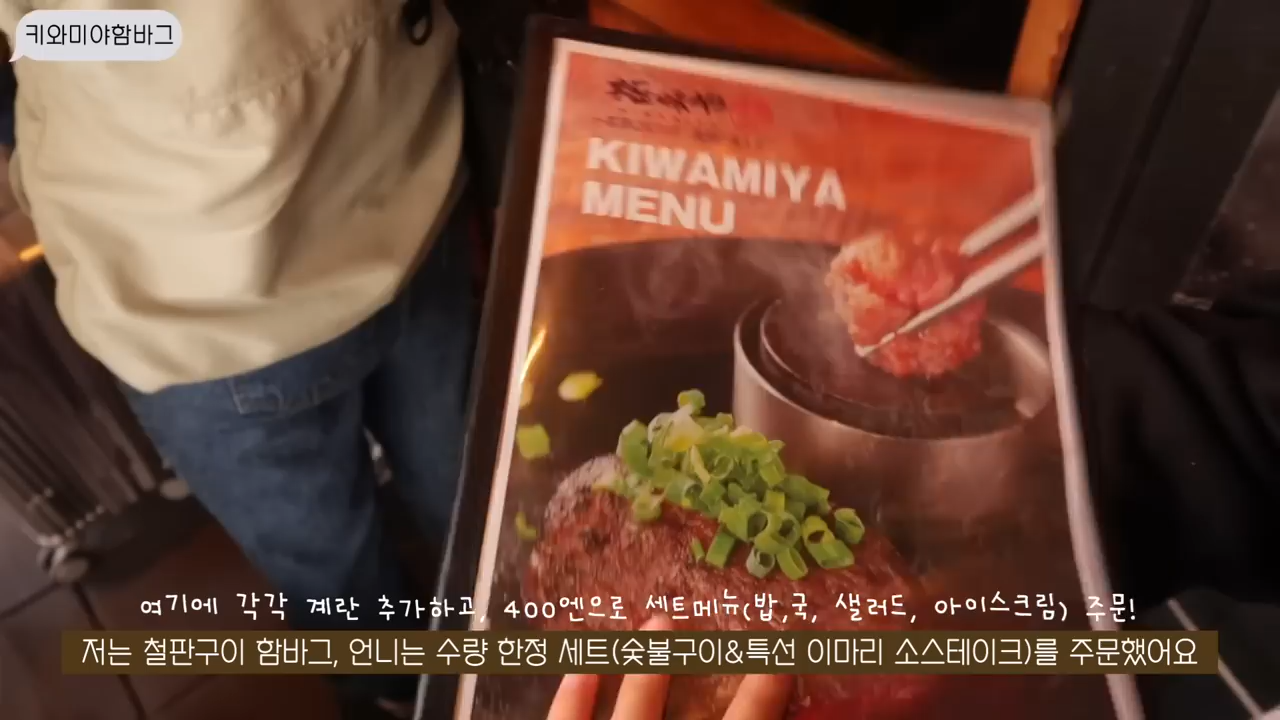 키와미야함바그
極味や
KIWAMIYA
MENU
여기에 각각 계란 추가하고, 400엔으로 세트메뉴(밥,국, 샐러드, 아이스크림) 주문!
저는 철판구이 함바그, 언니는 수량 한정 세트(숯불구이&특선 이마리 소스테이크)를 주문했어요